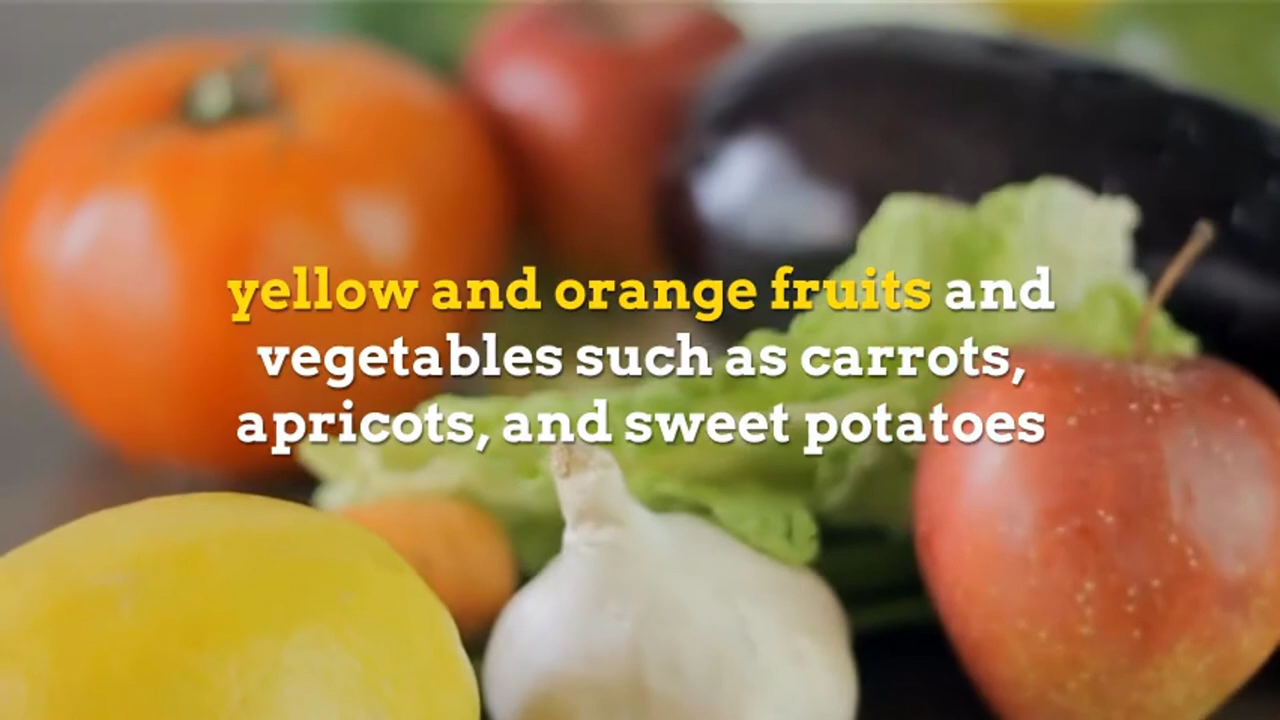 yellow and orange fruits and
vegetables such as carrots,
apricots, and sweet potatoes